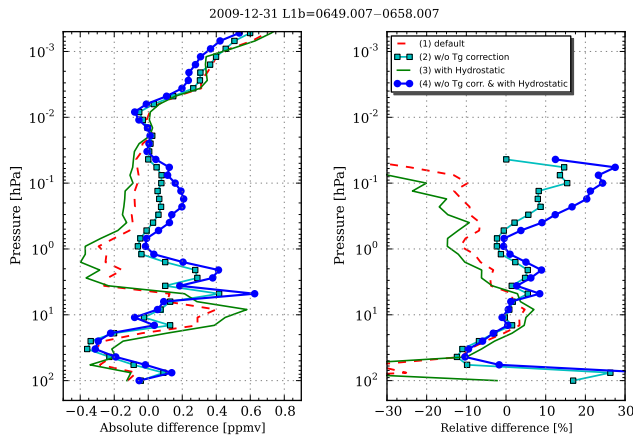 2009-12-31 L1b=0649.007−0658.007
Pressure [hPa]
10⁻³
10⁻²
10⁻¹
10⁰
10¹
10²
−0.4 −0.2 0.0 0.2 0.4 0.6 0.8
Absolute difference [ppmv]
(1) default
(2) w/o Tg correction
(3) with Hydrostatic
(4) w/o Tg corr. & with Hydrostatic
Pressure [hPa]
10⁻³
10⁻²
10⁻¹
10⁰
10¹
10²
−30 −20 −10 0 10 20 30
Relative difference [%]